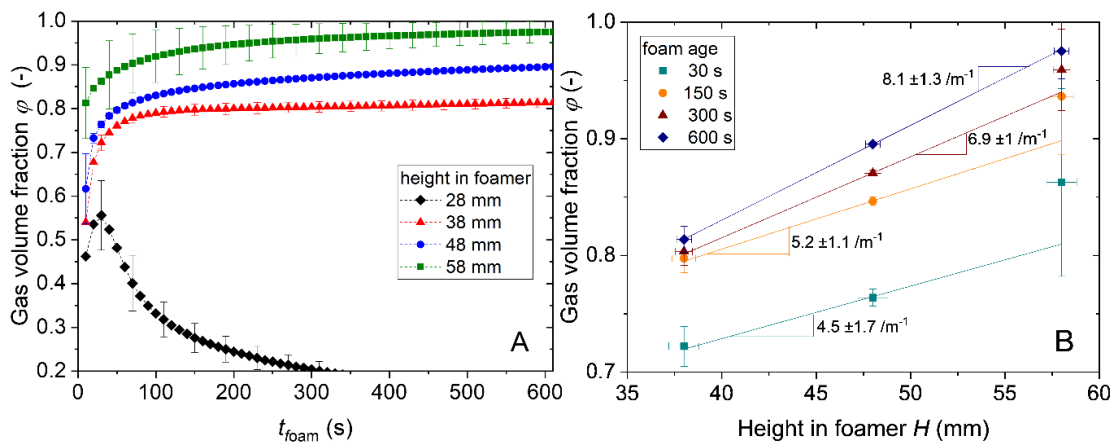 1.0
0.9
0.8
0.7
0.6
0.5
0.4
0.3
0.2
Gas volume fraction φ (-)
0 100 200 300 400 500 600
t_foam (s)
height in foamer
28 mm
38 mm
48 mm
58 mm
A
1.0
0.9
0.8
0.7
Gas volume fraction φ (-)
35 40 45 50 55 60
Height in foamer H (mm)
foam age
30 s
150 s
300 s
600 s
8.1 ±1.3 /m⁻¹
6.9 ±1 /m⁻¹
5.2 ±1.1 /m⁻¹
4.5 ±1.7 /m⁻¹
B